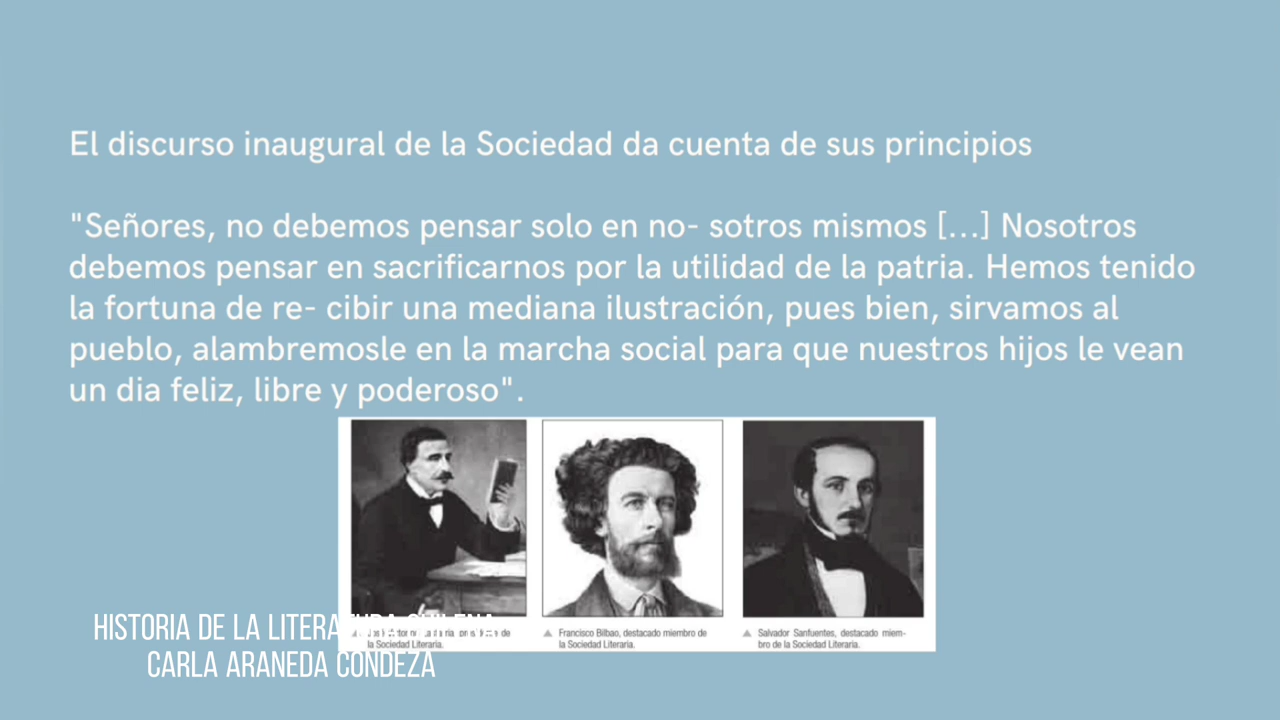 El discurso inaugural de la Sociedad da cuenta de sus principios
"Señores, no debemos pensar solo en no- sotros mismos [...] Nosotros
debemos pensar en sacrificarnos por la utilidad de la patria. Hemos tenido
la fortuna de re- cibir una mediana ilustración, pues bien, sirvamos al
pueblo, alambremosle en la marcha social para que nuestros hijos le vean
un dia feliz, libre y poderoso".
de
la Sociedad Literaria.
Francisco Bilbao, destacado miembro de
la Sociedad Literaria.
Salvador Sanfuentes, destacado miem-
bro de la Sociedad Literaria.
HISTORIA DE LA LITERATURA CHILENA
CARLA ARANEDA CONDEZA